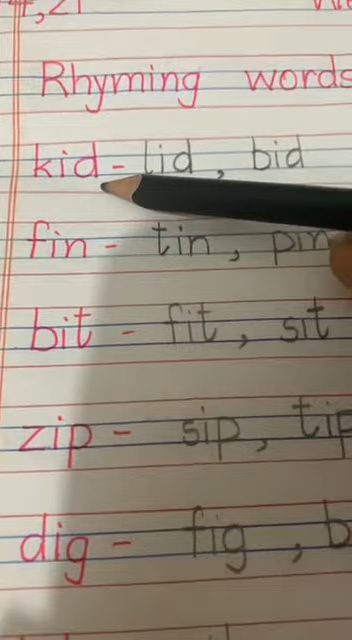 Rhyming words
kid - lid, bid
fin - tin, pin
bit - fit, sit
zip - sip, tip
dig - fig,